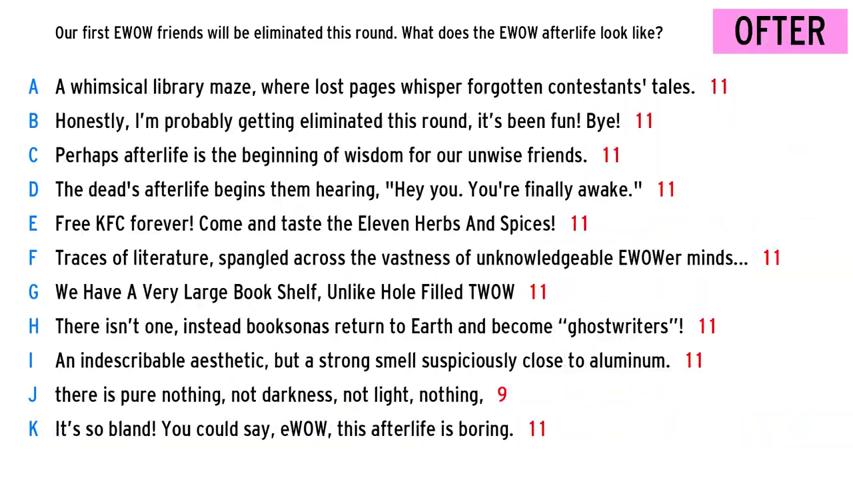 Our first EWOW friends will be eliminated this round. What does the EWOW afterlife look like?
OFTER
A A whimsical library maze, where lost pages whisper forgotten contestants' tales. 11
B Honestly, I'm probably getting eliminated this round, it's been fun! Bye! 11
C Perhaps afterlife is the beginning of wisdom for our unwise friends. 11
D The dead's afterlife begins them hearing, "Hey you. You're finally awake." 11
E Free KFC forever! Come and taste the Eleven Herbs And Spices! 11
F Traces of literature, spangled across the vastness of unknowledgeable EWOWer minds... 11
G We Have A Very Large Book Shelf, Unlike Hole Filled TWOW 11
H There isn't one, instead booksonas return to Earth and become “ghostwriters”! 11
I An indescribable aesthetic, but a strong smell suspiciously close to aluminum. 11
J there is pure nothing, not darkness, not light, nothing, 9
K It's so bland! You could say, eWOW, this afterlife is boring. 11